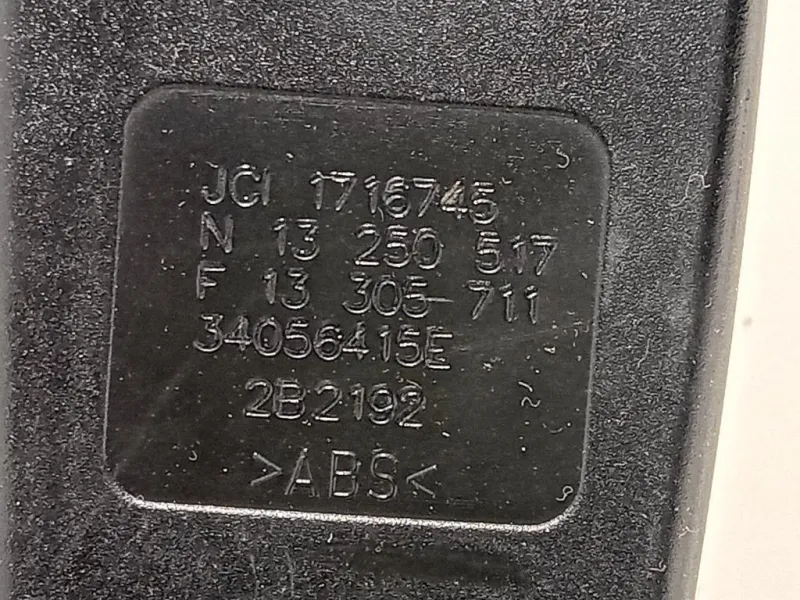 JCI 1716745
N 13 250 517
F 13 305 711
34056415E
2B2192
>ABS<